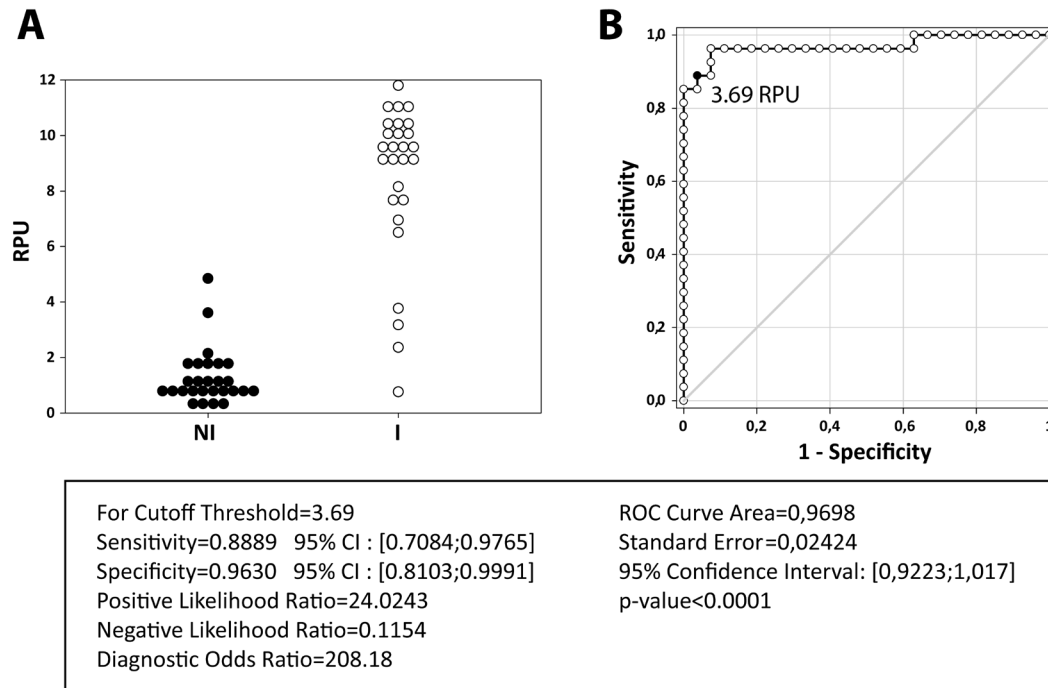 A
RPU
12
10
8
6
4
2
0
NI
I
B
Sensitivity
1,0
0,8
0,6
0,4
0,2
0,0
3.69 RPU
0
0,2
0,4
0,6
0,8
1
1 - Specificity
For Cutoff Threshold=3.69
Sensitivity=0.8889 95% CI : [0.7084;0.9765]
Specificity=0.9630 95% CI : [0.8103;0.9991]
Positive Likelihood Ratio=24.0243
Negative Likelihood Ratio=0.1154
Diagnostic Odds Ratio=208.18
ROC Curve Area=0,9698
Standard Error=0,02424
95% Confidence Interval: [0,9223;1,017]
p-value<0.0001